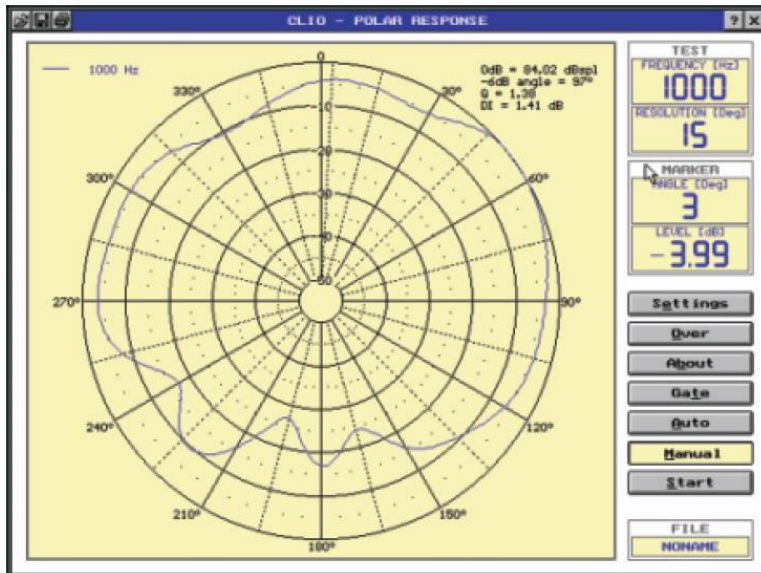 CLIO - POLAR RESPONSE
? X
1000 Hz
0dB = 84.02 dBspl
-6dB angle = 97°
Q = 1.38
DI = 1.41 dB
0
30°
60°
90°
120°
150°
180°
210°
240°
270°
300°
330°
-10
-20
-30
-40
-50
TEST
FREQUENCY [Hz]
1000
RESOLUTION [Deg]
15
MARKER
ANGLE [Deg]
3
LEVEL [dB]
-3.99
Settings
Over
About
Gate
Auto
Manual
Start
FILE
NONAME